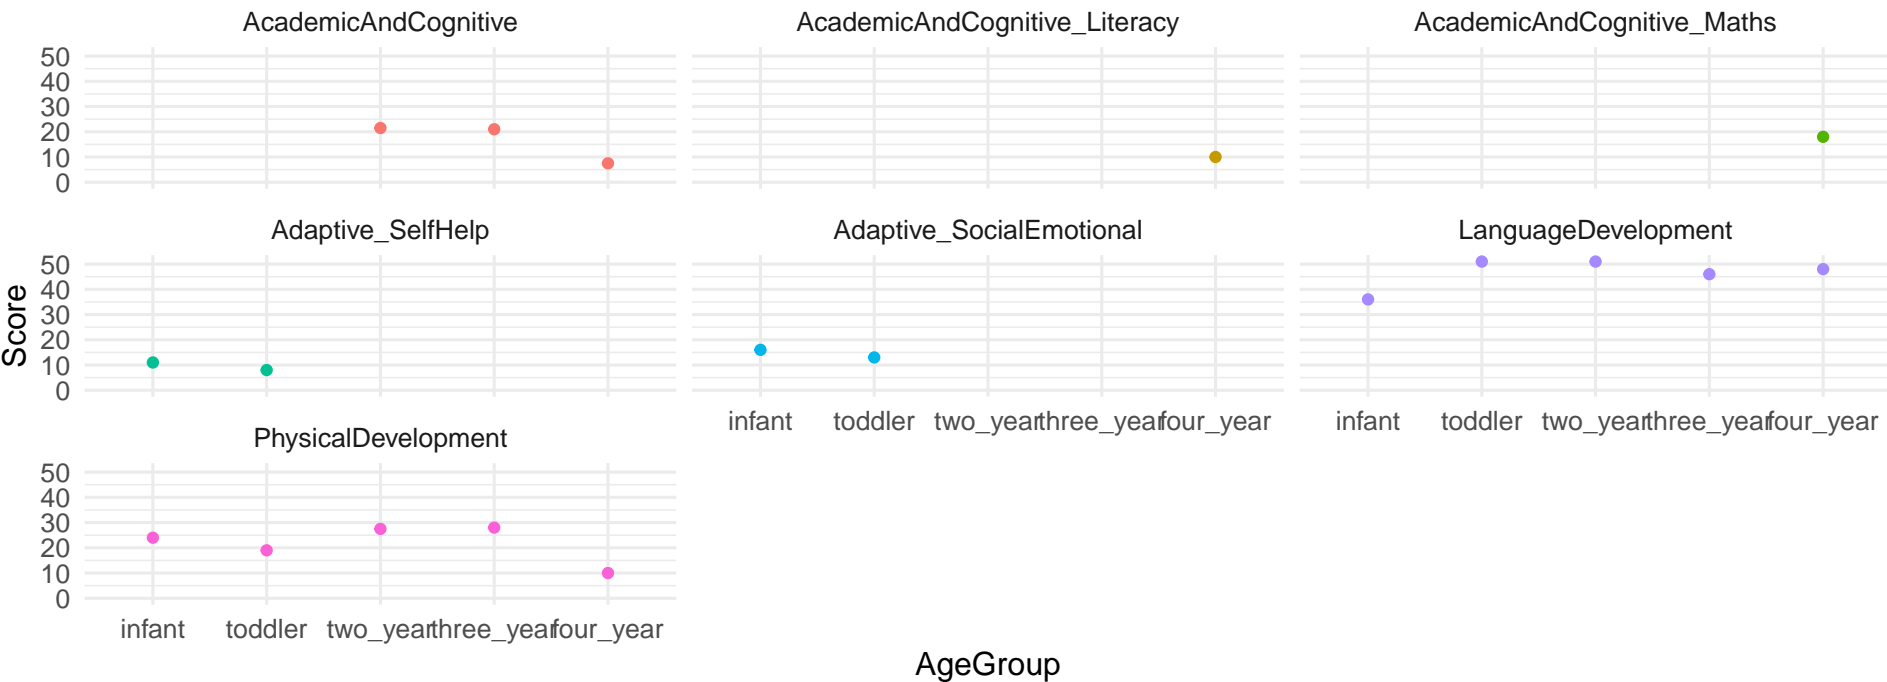 AcademicAndCognitive
AcademicAndCognitive_Literacy
AcademicAndCognitive_Maths
50
40
30
20
10
0
Adaptive_SelfHelp
Adaptive_SocialEmotional
LanguageDevelopment
50
40
30
20
10
0
infant toddler two_year three_year four_year
infant toddler two_year three_year four_year
PhysicalDevelopment
50
40
30
20
10
0
infant toddler two_year three_year four_year
Score
AgeGroup